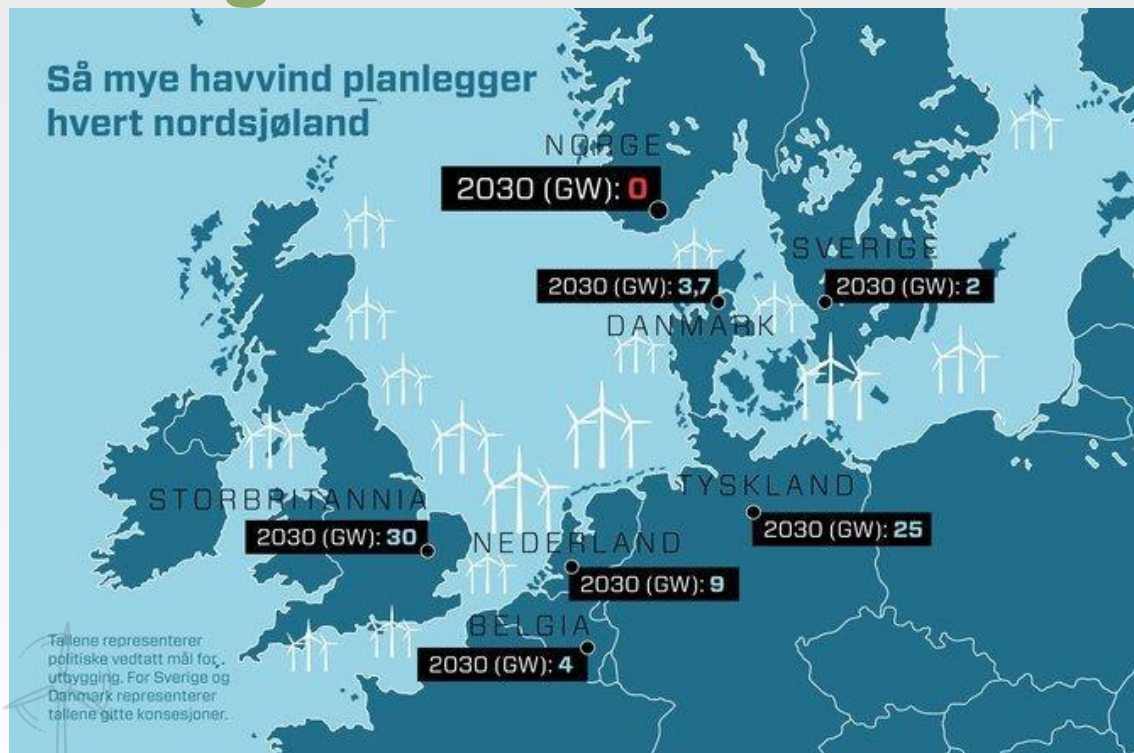 Så mye havvind planlegger
hvert nordsjøland
NORGE
2030 (GW): 0
SVERIGE
2030 (GW): 3,7
2030 (GW): 2
DANMARK
TYSKLAND
STORBRITANNIA
2030 (GW): 25
2030 (GW): 30
NEDERLAND
2030 (GW): 9
BELGIA
2030 (GW): 4
Tallene representerer
politiske vedtatt mål for
utbygging. For Sverige og
Danmark representerer
tallene gitte konsesjoner.